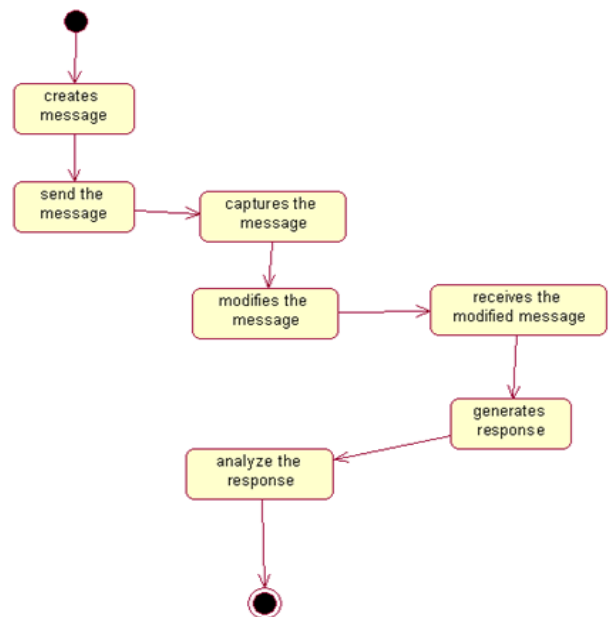 creates
message
send the
message
captures the
message
modifies the
message
receives the
modified message
generates
response
analyze the
response